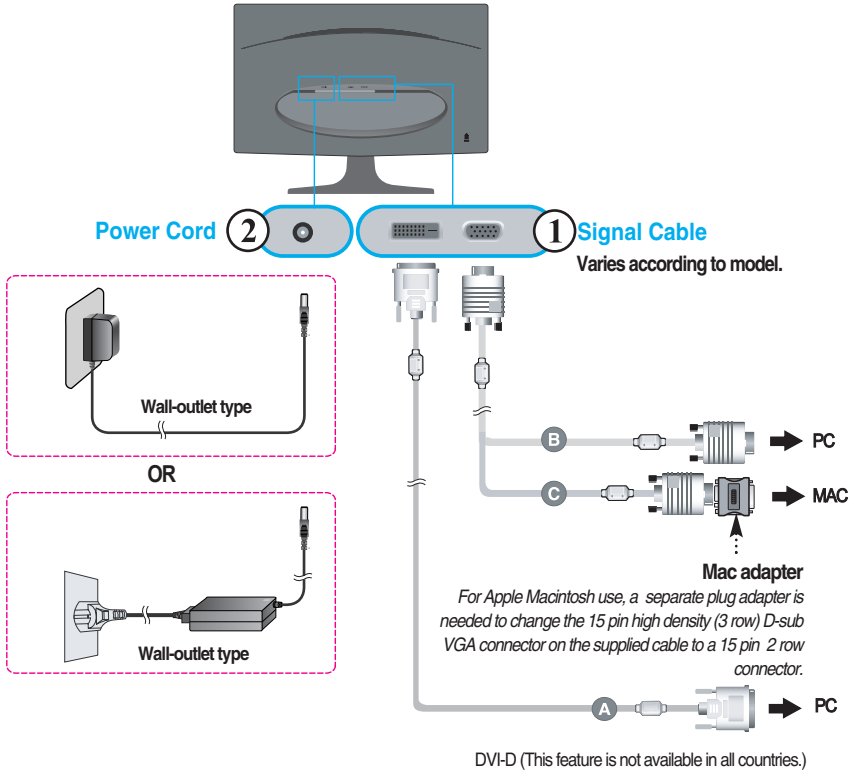 Power Cord 2
1 Signal Cable
Varies according to model.
Wall-outlet type
OR
Wall-outlet type
B PC
C MAC
Mac adapter
For Apple Macintosh use, a separate plug adapter is
needed to change the 15 pin high density (3 row) D-sub
VGA connector on the supplied cable to a 15 pin 2 row
connector.
A PC
DVI-D (This feature is not available in all countries.)